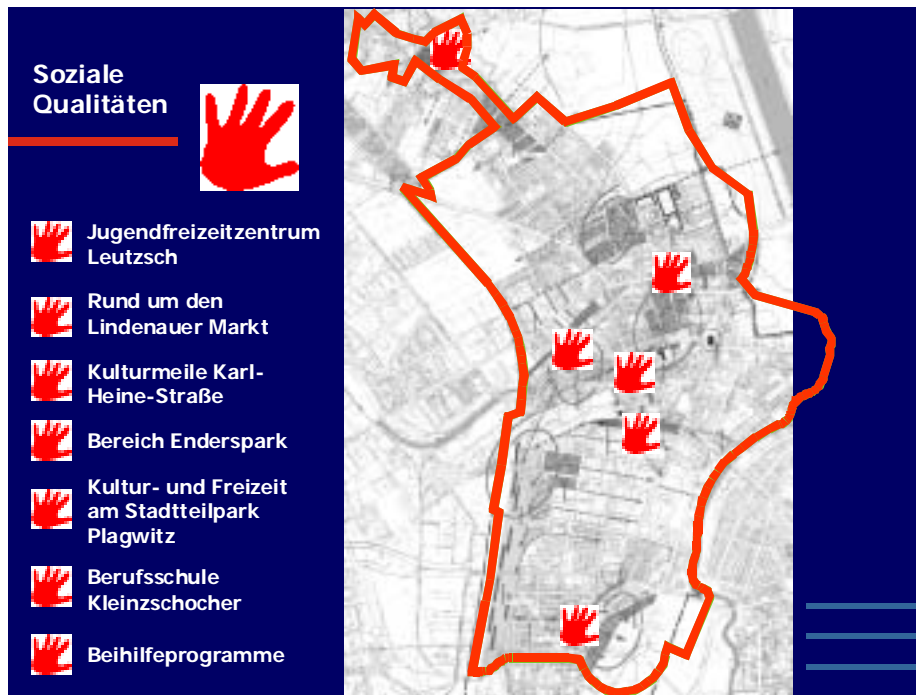 Soziale
Qualitäten
Jugendfreizeitzentrum
Leutzsch
Rund um den
Lindenauer Markt
Kulturmeile Karl-
Heine-Straße
Bereich Enderspark
Kultur- und Freizeit
am Stadtteilpark
Plagwitz
Berufsschule
Kleinzschocher
Beihilfeprogramme